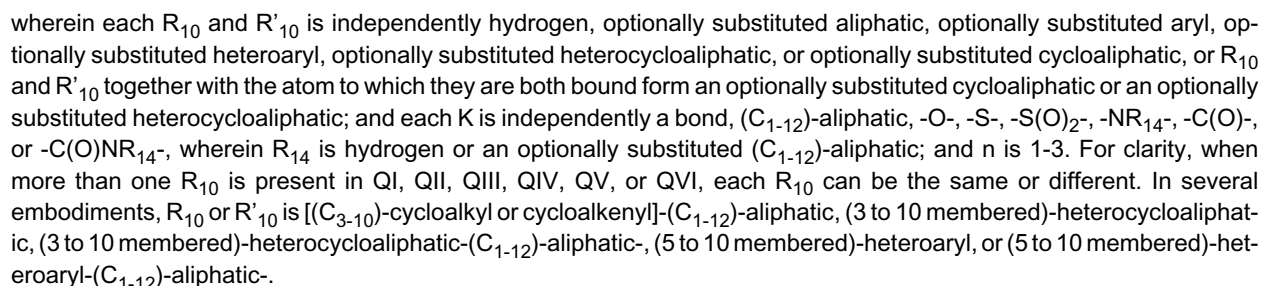 wherein each R₁₀ and R’₁₀ is independently hydrogen, optionally substituted aliphatic, optionally substituted aryl, op-
tionally substituted heteroaryl, optionally substituted heterocycloaliphatic, or optionally substituted cycloaliphatic, or R₁₀
and R’₁₀ together with the atom to which they are both bound form an optionally substituted cycloaliphatic or an optionally
substituted heterocycloaliphatic; and each K is independently a bond, (C₁₋₁₂)-aliphatic, -O-, -S-, -S(O)₂-, -NR₁₄-, -C(O)-,
or -C(O)NR₁₄-, wherein R₁₄ is hydrogen or an optionally substituted (C₁₋₁₂)-aliphatic; and n is 1-3. For clarity, when
more than one R₁₀ is present in QI, QII, QIII, QIV, QV, or QVI, each R₁₀ can be the same or different. In several
embodiments, R₁₀ or R’₁₀ is [(C₃₋₁₀)-cycloalkyl or cycloalkenyl]-(C₁₋₁₂)-aliphatic, (3 to 10 membered)-heterocycloaliphat-
ic, (3 to 10 membered)-heterocycloaliphatic-(C₁₋₁₂)-aliphatic-, (5 to 10 membered)-heteroaryl, or (5 to 10 membered)-het-
eroaryl-(C₁₋₁₂)-aliphatic-.